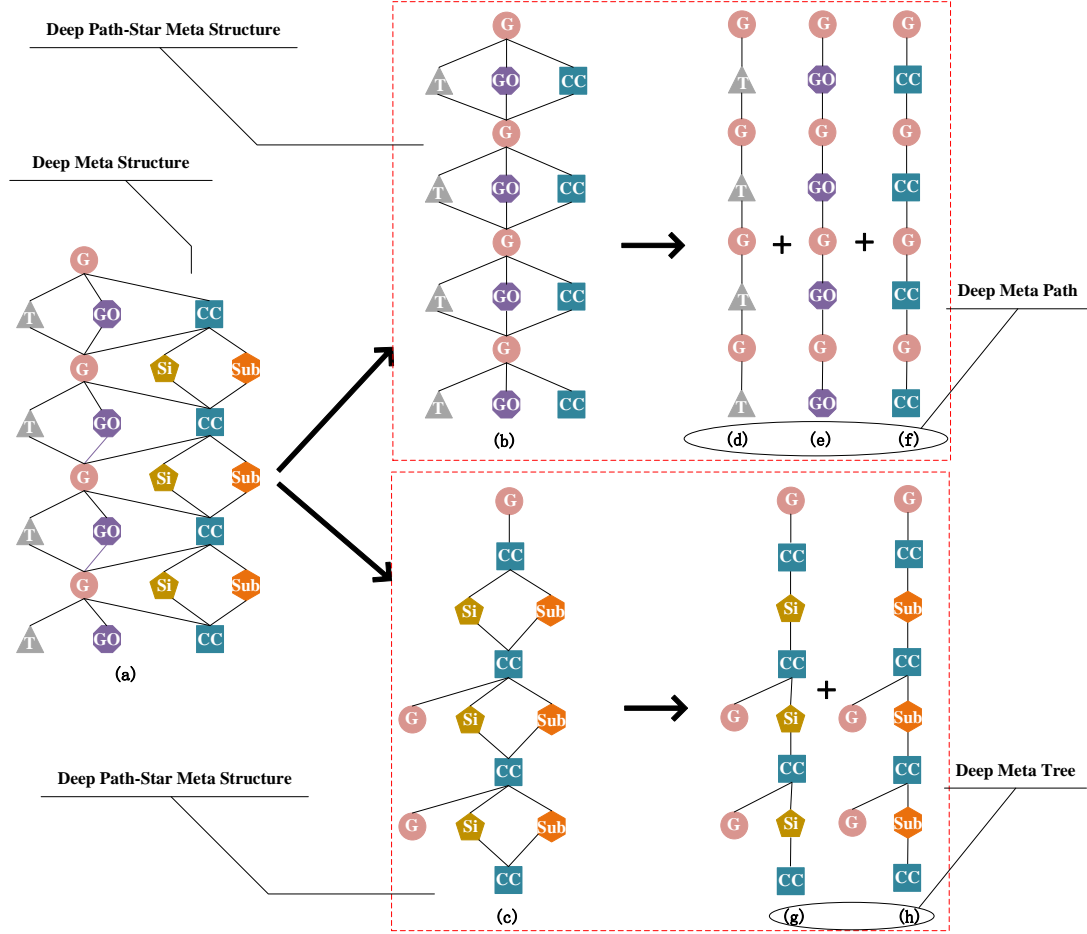 Deep Path-Star Meta Structure
Deep Meta Structure
G
T GO CC
G Si Sub
T GO CC
G Si Sub
T GO CC
G Si Sub
T GO CC
(a)
G
T GO CC
G
T GO CC
G
T GO CC
G
T GO CC
(b)
G G G
T GO CC
G G G
T GO CC
G + G + G
T GO CC
G G G
T GO CC
(d) (e) (f)
Deep Meta Path
G
CC
Si Sub
CC
G Si Sub
CC
G Si Sub
CC
(c)
G G
CC CC
Si Sub
CC + CC
G Si G Sub
CC CC
G Si G Sub
CC CC
(g) (h)
Deep Path-Star Meta Structure
Deep Meta Tree